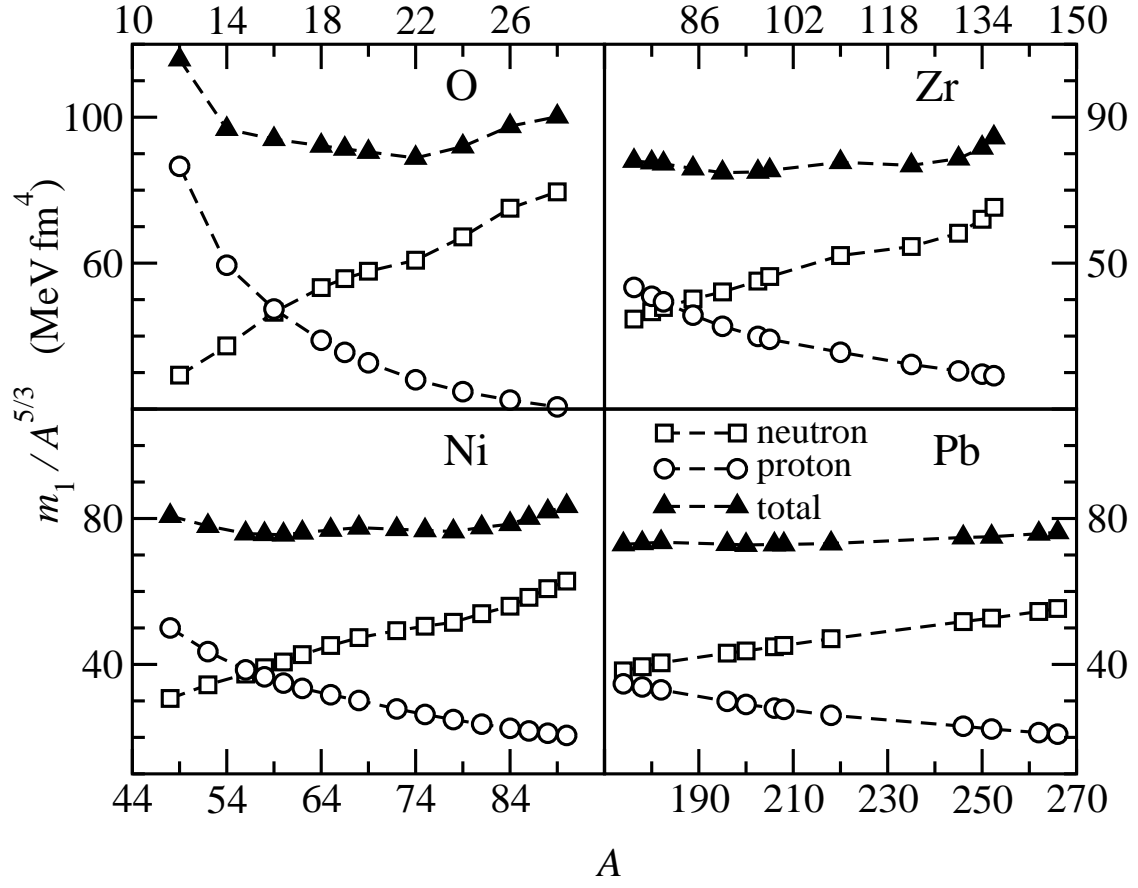 10 14 18 22 26 86 102 118 134 150
O Zr
100 90
60 50
m₁ / A⁵/³ (MeV fm⁴)
Ni Pb
neutron
proton
total
80 80
40 40
44 54 64 74 84 190 210 230 250 270
A